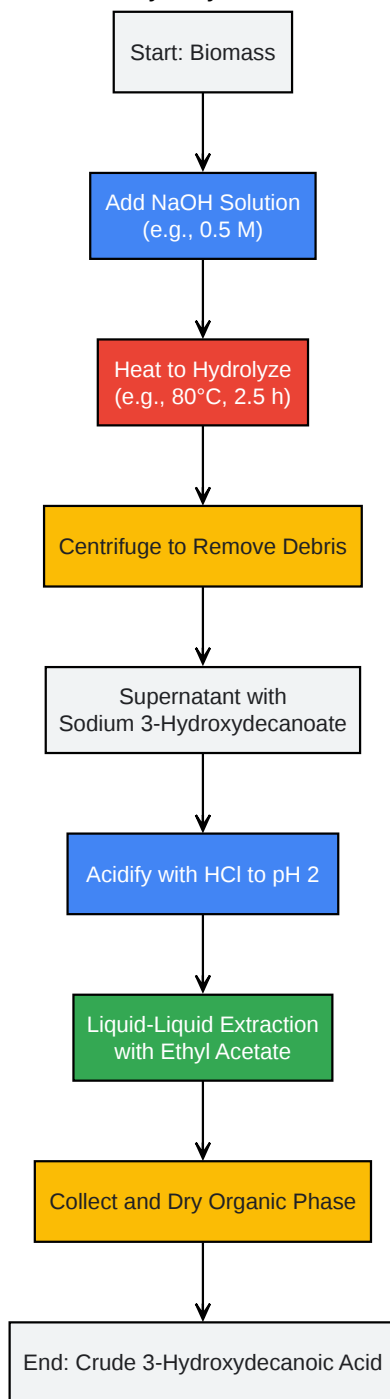 Start: Biomass
Add NaOH Solution
(e.g., 0.5 M)
Heat to Hydrolyze
(e.g., 80°C, 2.5 h)
Centrifuge to Remove Debris
Supernatant with
Sodium 3-Hydroxydecanoate
Acidify with HCl to pH 2
Liquid-Liquid Extraction
with Ethyl Acetate
Collect and Dry Organic Phase
End: Crude 3-Hydroxydecanoic Acid